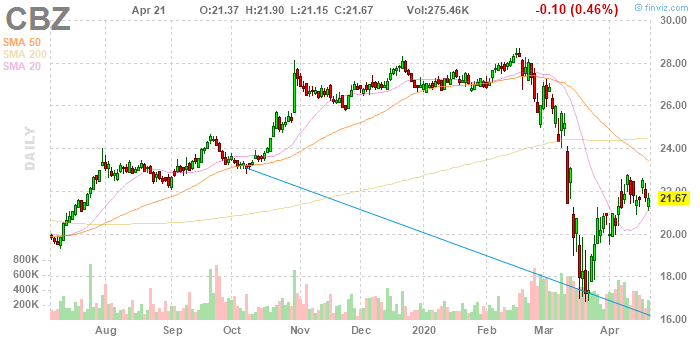 CBZ Apr 21 O:21.37 H:21.90 L:21.15 C:21.67 Vol:275.46K -0.10 (0.46%) © finviz.com
SMA 50
SMA 200
SMA 20
DAILY
30.00
28.00
26.00
24.00
22.00
21.67
20.00
18.00
16.00
800K
600K
400K
200K
Aug Sep Oct Nov Dec 2020 Feb Mar Apr